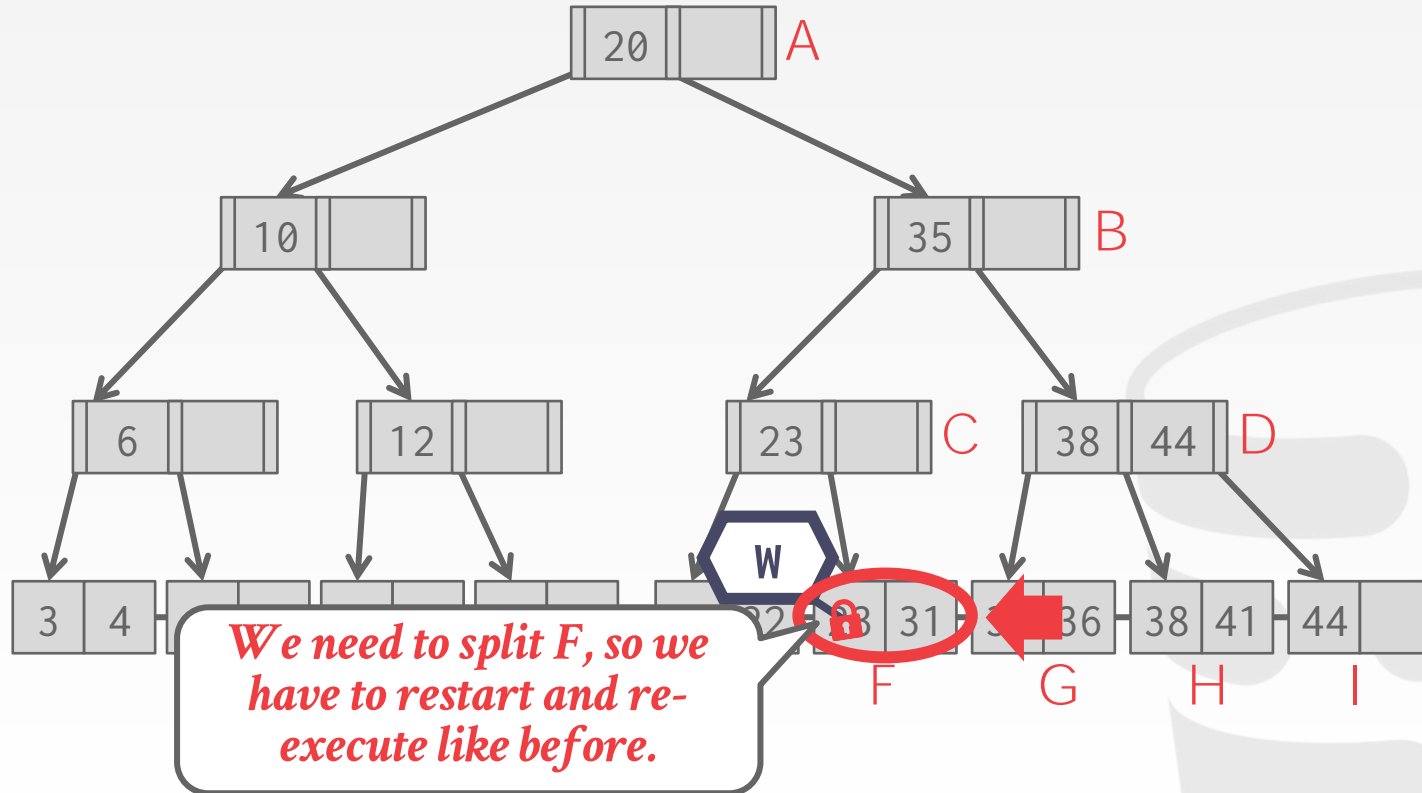 20 A
10 35 B
6 12 23 C 38 44 D
W
3 4 31 36 38 41 44
F G H I
We need to split F, so we
have to restart and re-
execute like before.